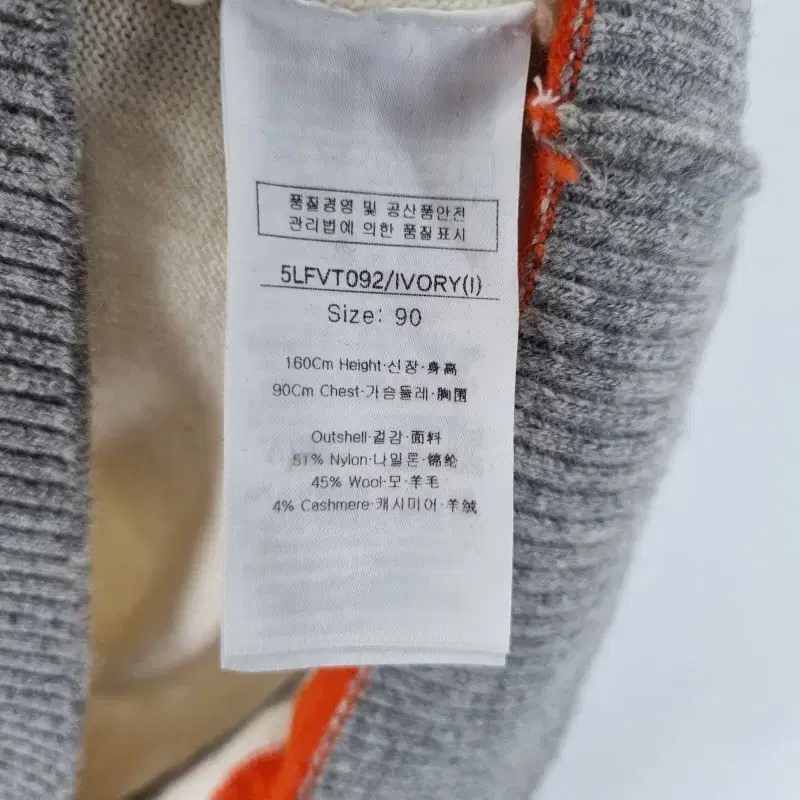 품질경영 및 공산품안전
관리법에 의한 품질표시
5LFVT092/IVORY(I)
Size: 90
160Cm Height·신장·身高
90Cm Chest·가슴둘레·胸围
Outshell·겉감·面料
51% Nylon·나일론·锦纶
45% Wool·모·羊毛
4% Cashmere·캐시미어·羊绒